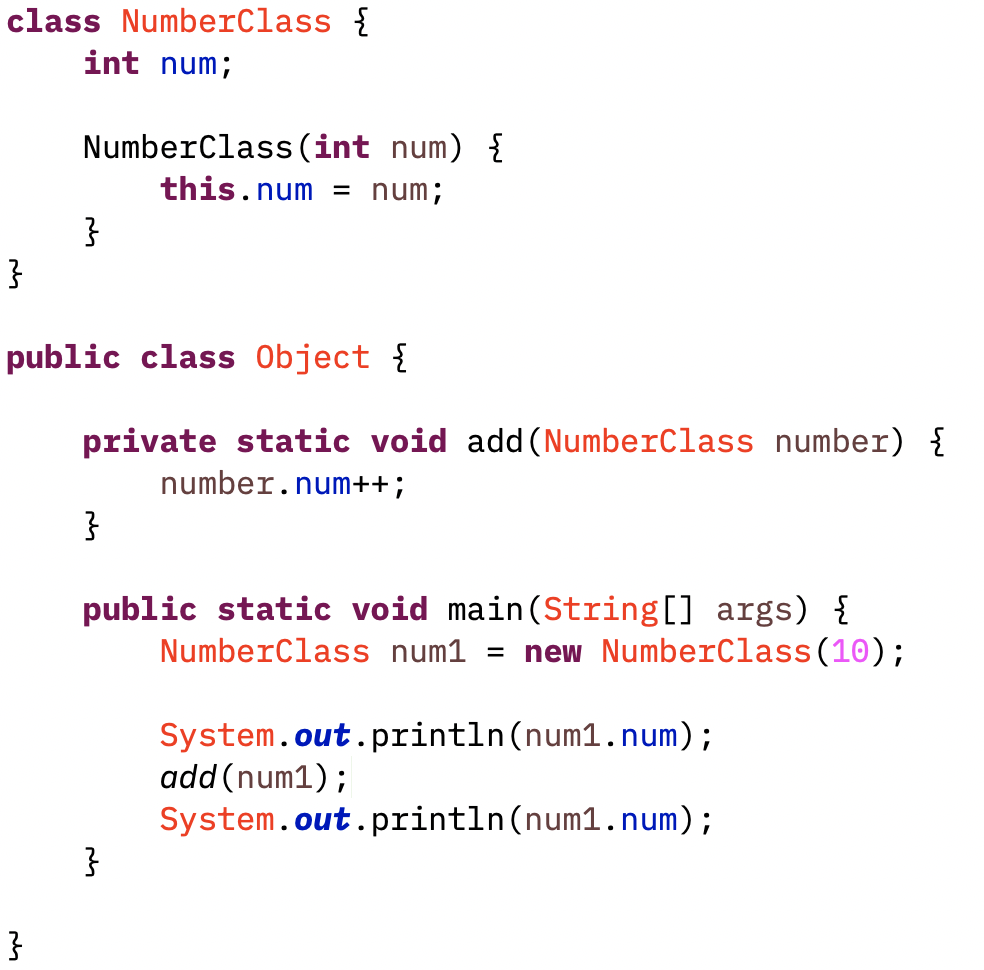 class NumberClass {
    int num;

    NumberClass(int num) {
        this.num = num;
    }
}

public class Object {

    private static void add(NumberClass number) {
        number.num++;
    }

    public static void main(String[] args) {
        NumberClass num1 = new NumberClass(10);

        System.out.println(num1.num);
        add(num1);
        System.out.println(num1.num);
    }

}